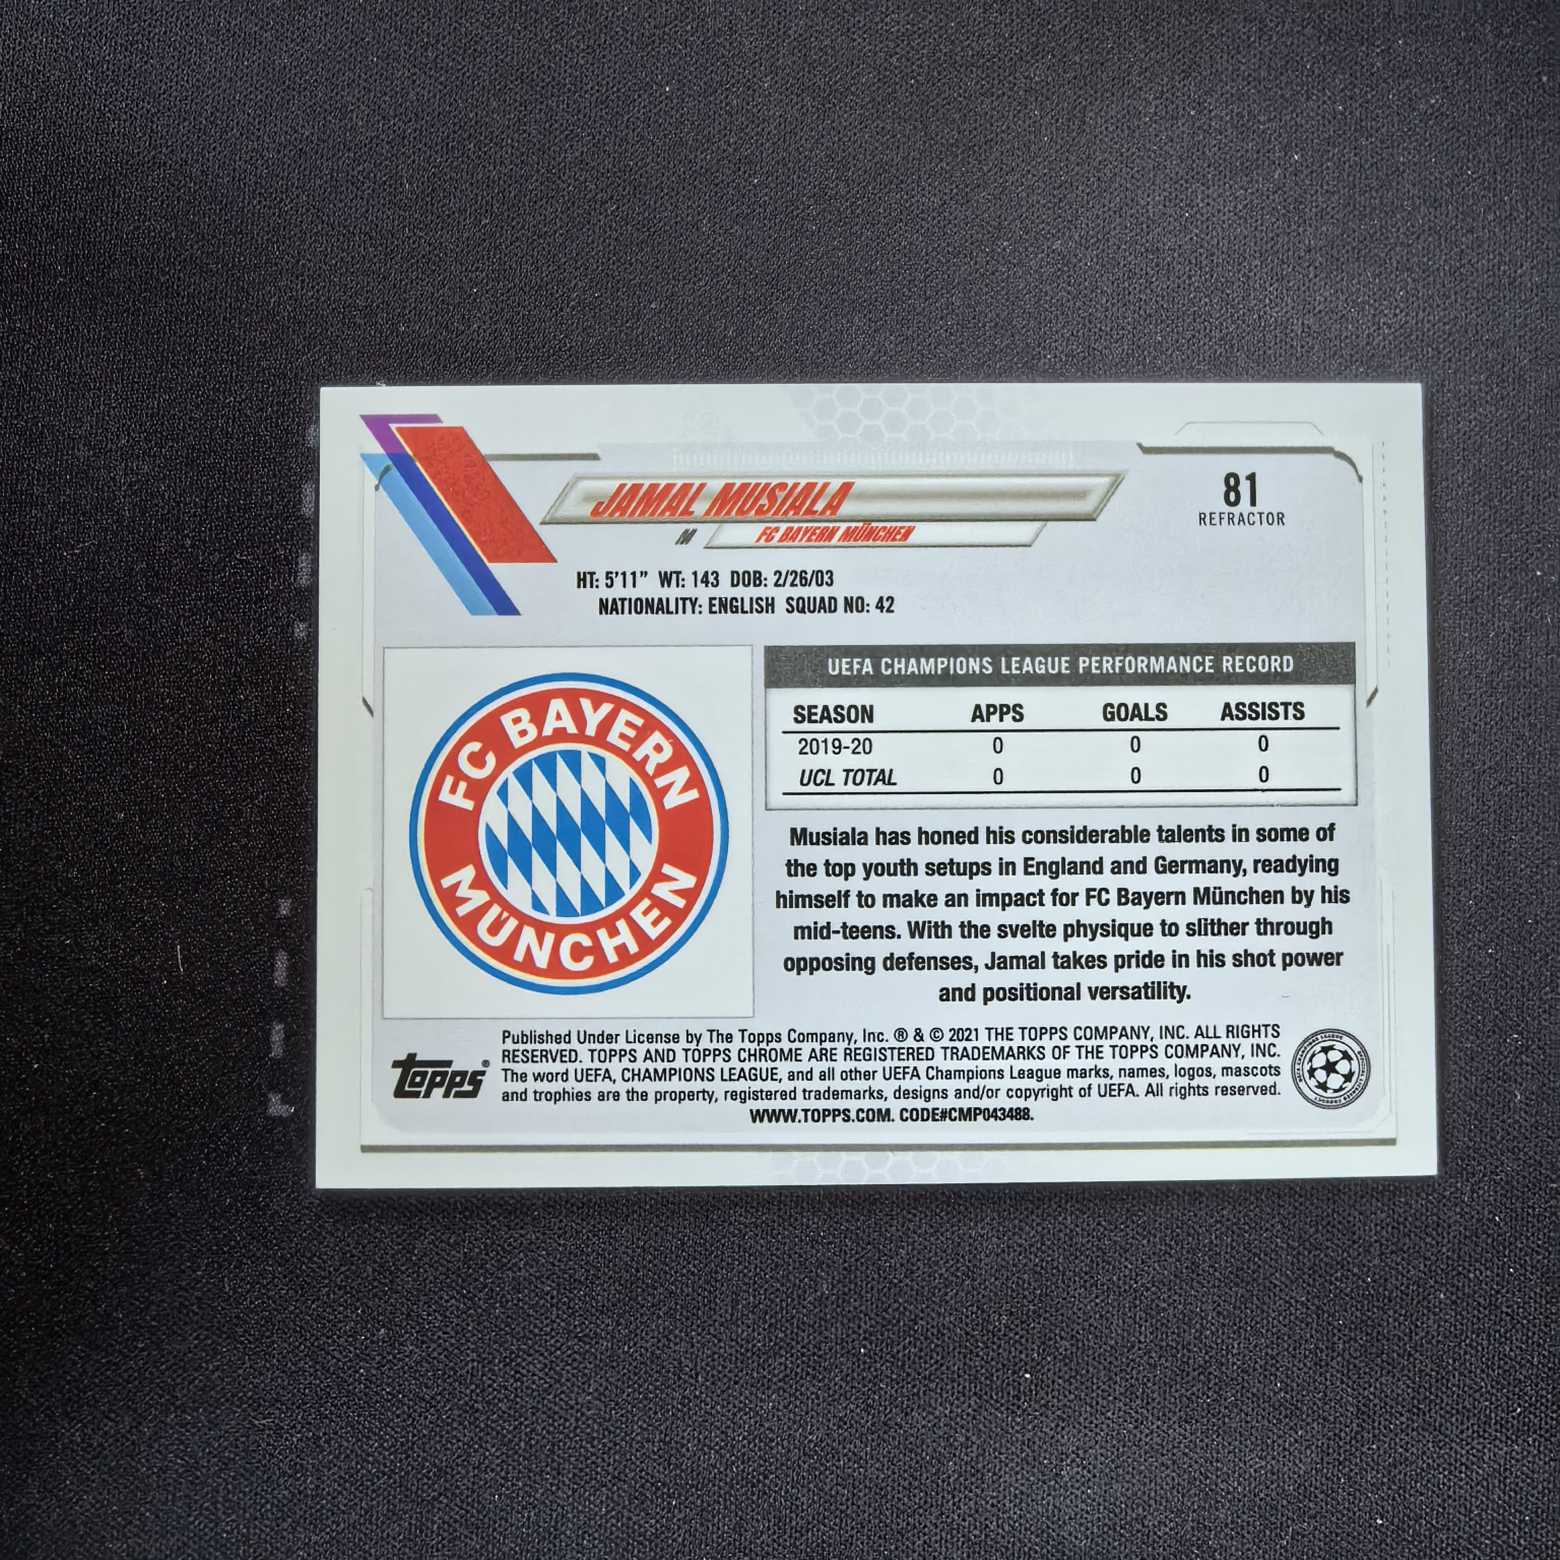 81
REFRACTOR
JAMAL MUSIALA
M FC BAYERN MÜNCHEN
HT: 5'11" WT: 143 DOB: 2/26/03
NATIONALITY: ENGLISH SQUAD NO: 42
FC BAYERN
MÜNCHEN
UEFA CHAMPIONS LEAGUE PERFORMANCE RECORD
SEASON APPS GOALS ASSISTS
2019-20 0 0 0
UCL TOTAL 0 0 0
Musiala has honed his considerable talents in some of
the top youth setups in England and Germany, readying
himself to make an impact for FC Bayern München by his
mid-teens. With the svelte physique to slither through
opposing defenses, Jamal takes pride in his shot power
and positional versatility.
topps®
Published Under License by The Topps Company, Inc. ® & © 2021 THE TOPPS COMPANY, INC. ALL RIGHTS
RESERVED. TOPPS AND TOPPS CHROME ARE REGISTERED TRADEMARKS OF THE TOPPS COMPANY, INC.
The word UEFA, CHAMPIONS LEAGUE, and all other UEFA Champions League marks, names, logos, mascots
and trophies are the property, registered trademarks, designs and/or copyright of UEFA. All rights reserved.
WWW.TOPPS.COM. CODE#CMP043488.